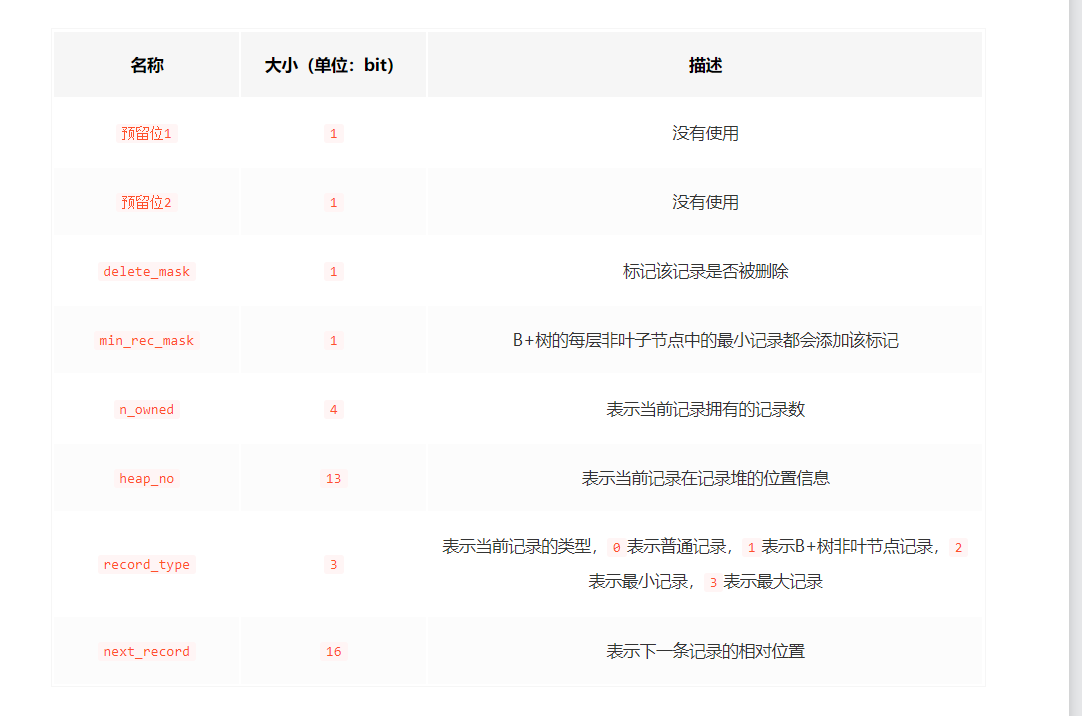 名称 大小（单位：bit） 描述
预留位1 1 没有使用
预留位2 1 没有使用
delete_mask 1 标记该记录是否被删除
min_rec_mask 1 B+树的每层非叶子节点中的最小记录都会添加该标记
n_owned 4 表示当前记录拥有的记录数
heap_no 13 表示当前记录在记录堆的位置信息
record_type 3 表示当前记录的类型，0 表示普通记录，1 表示B+树非叶节点记录，2
表示最小记录，3 表示最大记录
next_record 16 表示下一条记录的相对位置